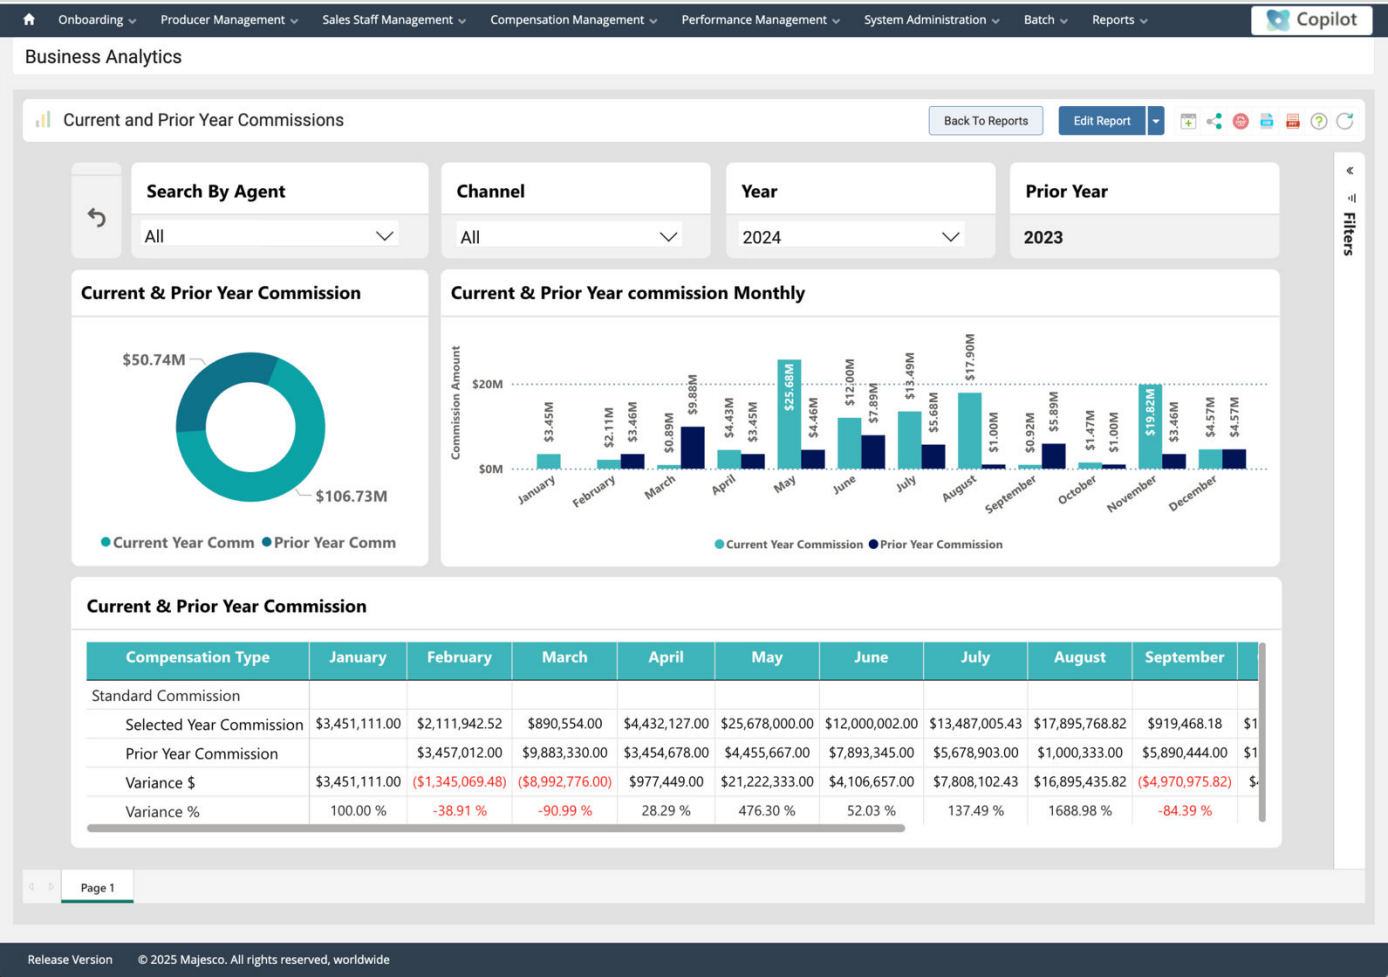 Onboarding Producer Management Sales Staff Management Compensation Management Performance Management System Administration Batch Reports Copilot
Business Analytics
Current and Prior Year Commissions Back To Reports Edit Report
Search By Agent
All
Channel
All
Year
2024
Prior Year
2023
Filters
Current & Prior Year Commission
$50.74M
$106.73M
Current Year Comm Prior Year Comm
Current & Prior Year commission Monthly
Commission Amount
$20M
$0M
$3.45M
$2.11M $3.46M
$0.89M $9.88M
$4.43M $3.45M
$25.68M $4.46M
$12.00M $7.89M
$13.49M $5.68M
$17.90M $1.00M
$0.92M $5.89M
$1.47M $1.00M
$19.82M $3.46M
$4.57M $4.57M
January February March April May June July August September October November December
Current Year Commission Prior Year Commission
Current & Prior Year Commission
Compensation Type January February March April May June July August September
Standard Commission
Selected Year Commission $3,451,111.00 $2,111,942.52 $890,554.00 $4,432,127.00 $25,678,000.00 $12,000,002.00 $13,487,005.43 $17,895,768.82 $919,468.18 $1
Prior Year Commission $3,457,012.00 $9,883,330.00 $3,454,678.00 $4,455,667.00 $7,893,345.00 $5,678,903.00 $1,000,333.00 $5,890,444.00 $1
Variance $ $3,451,111.00 ($1,345,069.48) ($8,992,776.00) $977,449.00 $21,222,333.00 $4,106,657.00 $7,808,102.43 $16,895,435.82 ($4,970,975.82)
Variance % 100.00 % -38.91 % -90.99 % 28.29 % 476.30 % 52.03 % 137.49 % 1688.98 % -84.39 %
Page 1
Release Version © 2025 Majesco. All rights reserved, worldwide